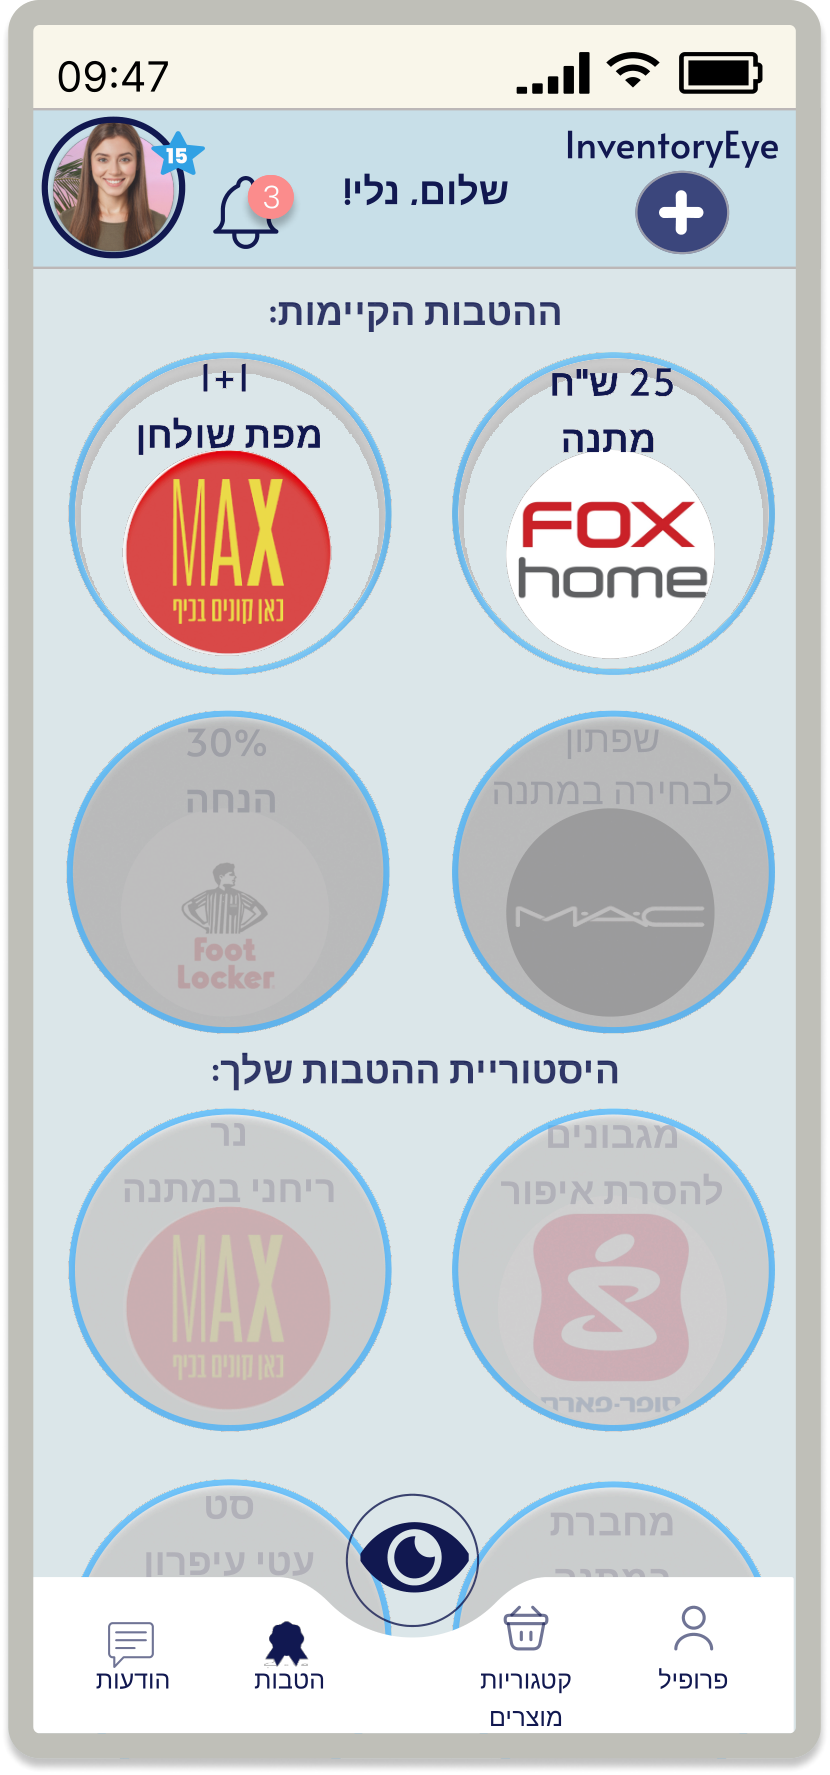 09:47
InventoryEye
שלום, נלי!
3
15
ההטבות הקיימות:
25 ש"ח
מתנה
FOX
home
1+1
מפת שולחן
MAX
כאן קונים בכיף
שפתון
לבחירה במתנה
M·A·C
30%
הנחה
Foot
Locker
היסטוריית ההטבות שלך:
מגבונים
להסרת איפור
סופר-פארם
נר
ריחני במתנה
MAX
כאן קונים בכיף
מחברת
סט
עטי עיפרון
פרופיל
קטגוריות
מוצרים
הטבות
הודעות